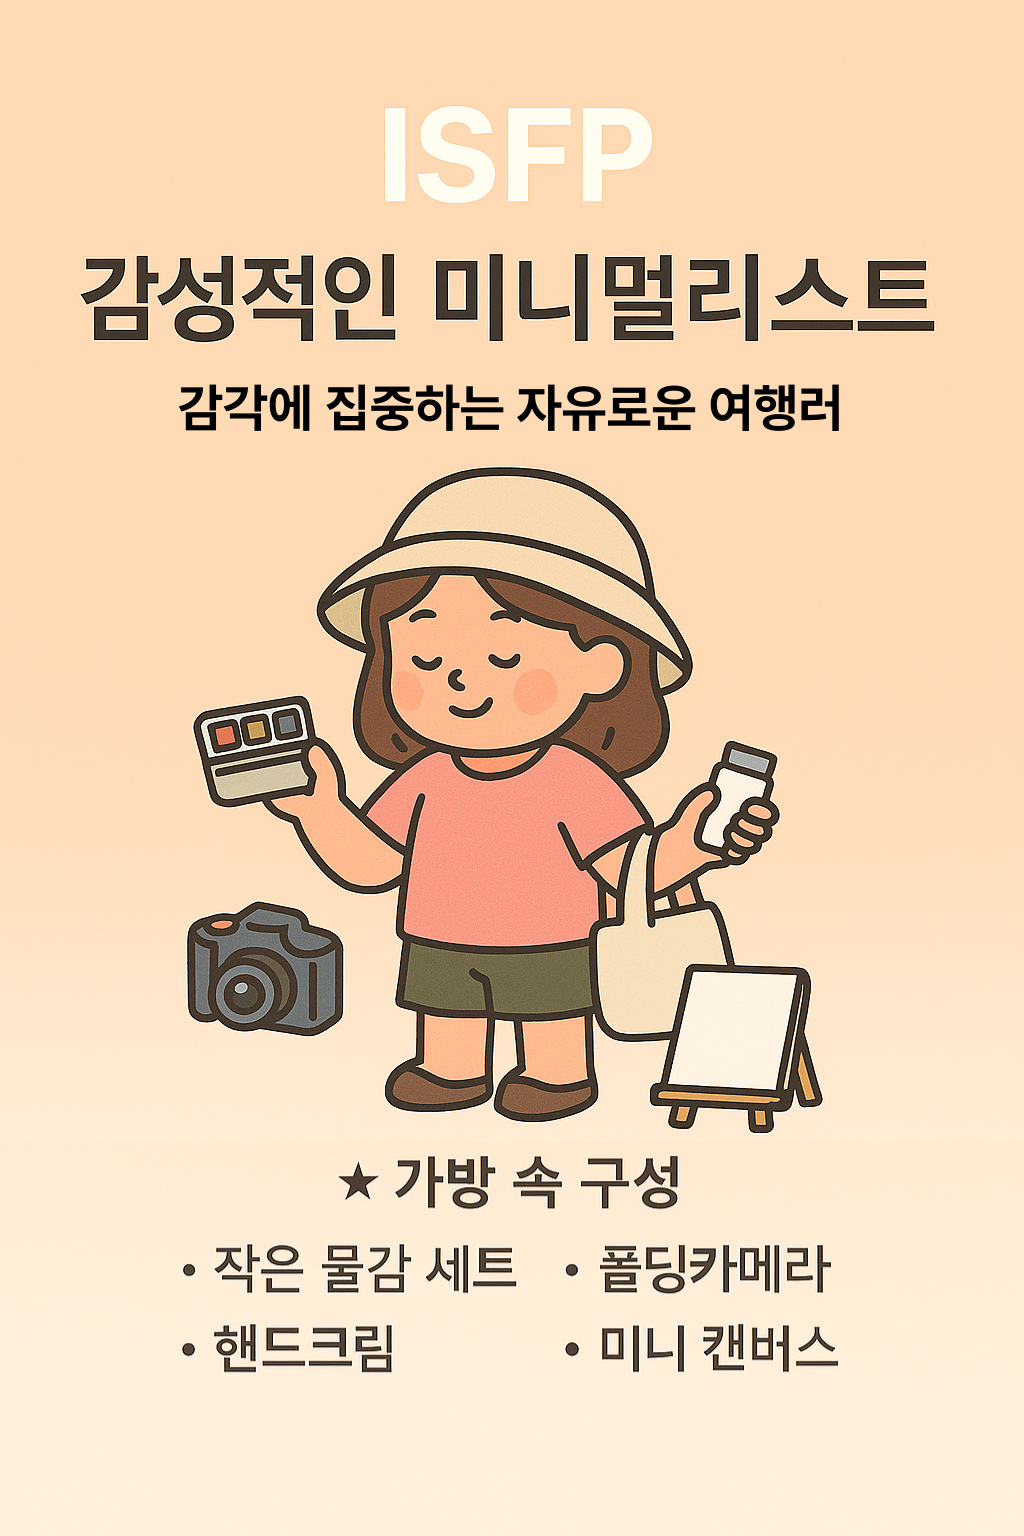 ISFP
감성적인 미니멀리스트
감각에 집중하는 자유로운 여행러
★ 가방 속 구성
• 작은 물감 세트 • 폴딩카메라
• 핸드크림 • 미니 캔버스